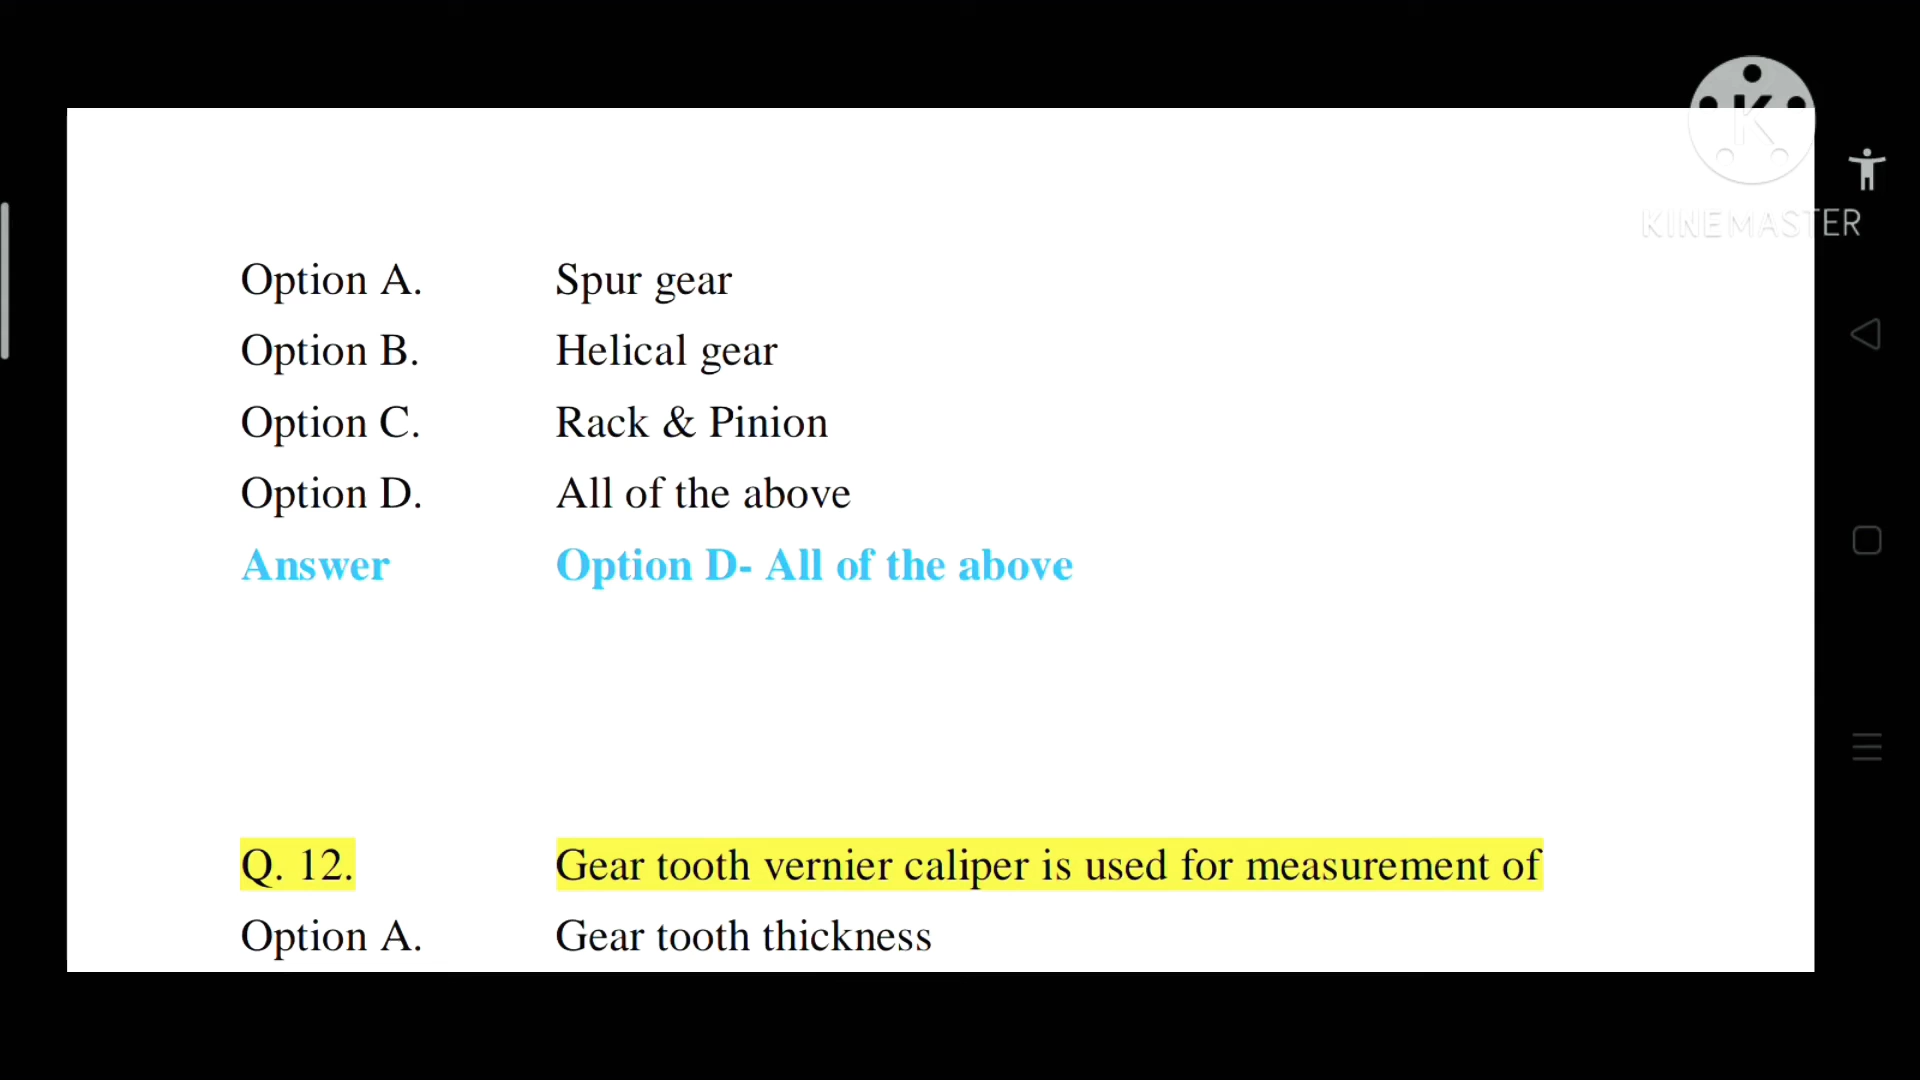 K
KINEMASTER
Option A. Spur gear
Option B. Helical gear
Option C. Rack & Pinion
Option D. All of the above
Answer Option D- All of the above
Q. 12. Gear tooth vernier caliper is used for measurement of
Option A. Gear tooth thickness